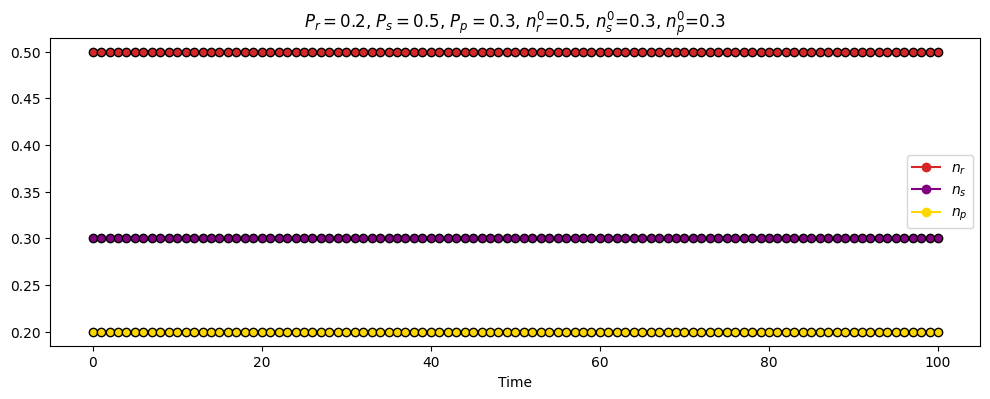 $P_r = 0.2$, $P_s = 0.5$, $P_p = 0.3$, $n_r^0$=0.5, $n_s^0$=0.3, $n_p^0$=0.3
0.50
0.45
0.40
0.35
0.30
0.25
0.20
$n_r$
$n_s$
$n_p$
0 20 40 60 80 100
Time